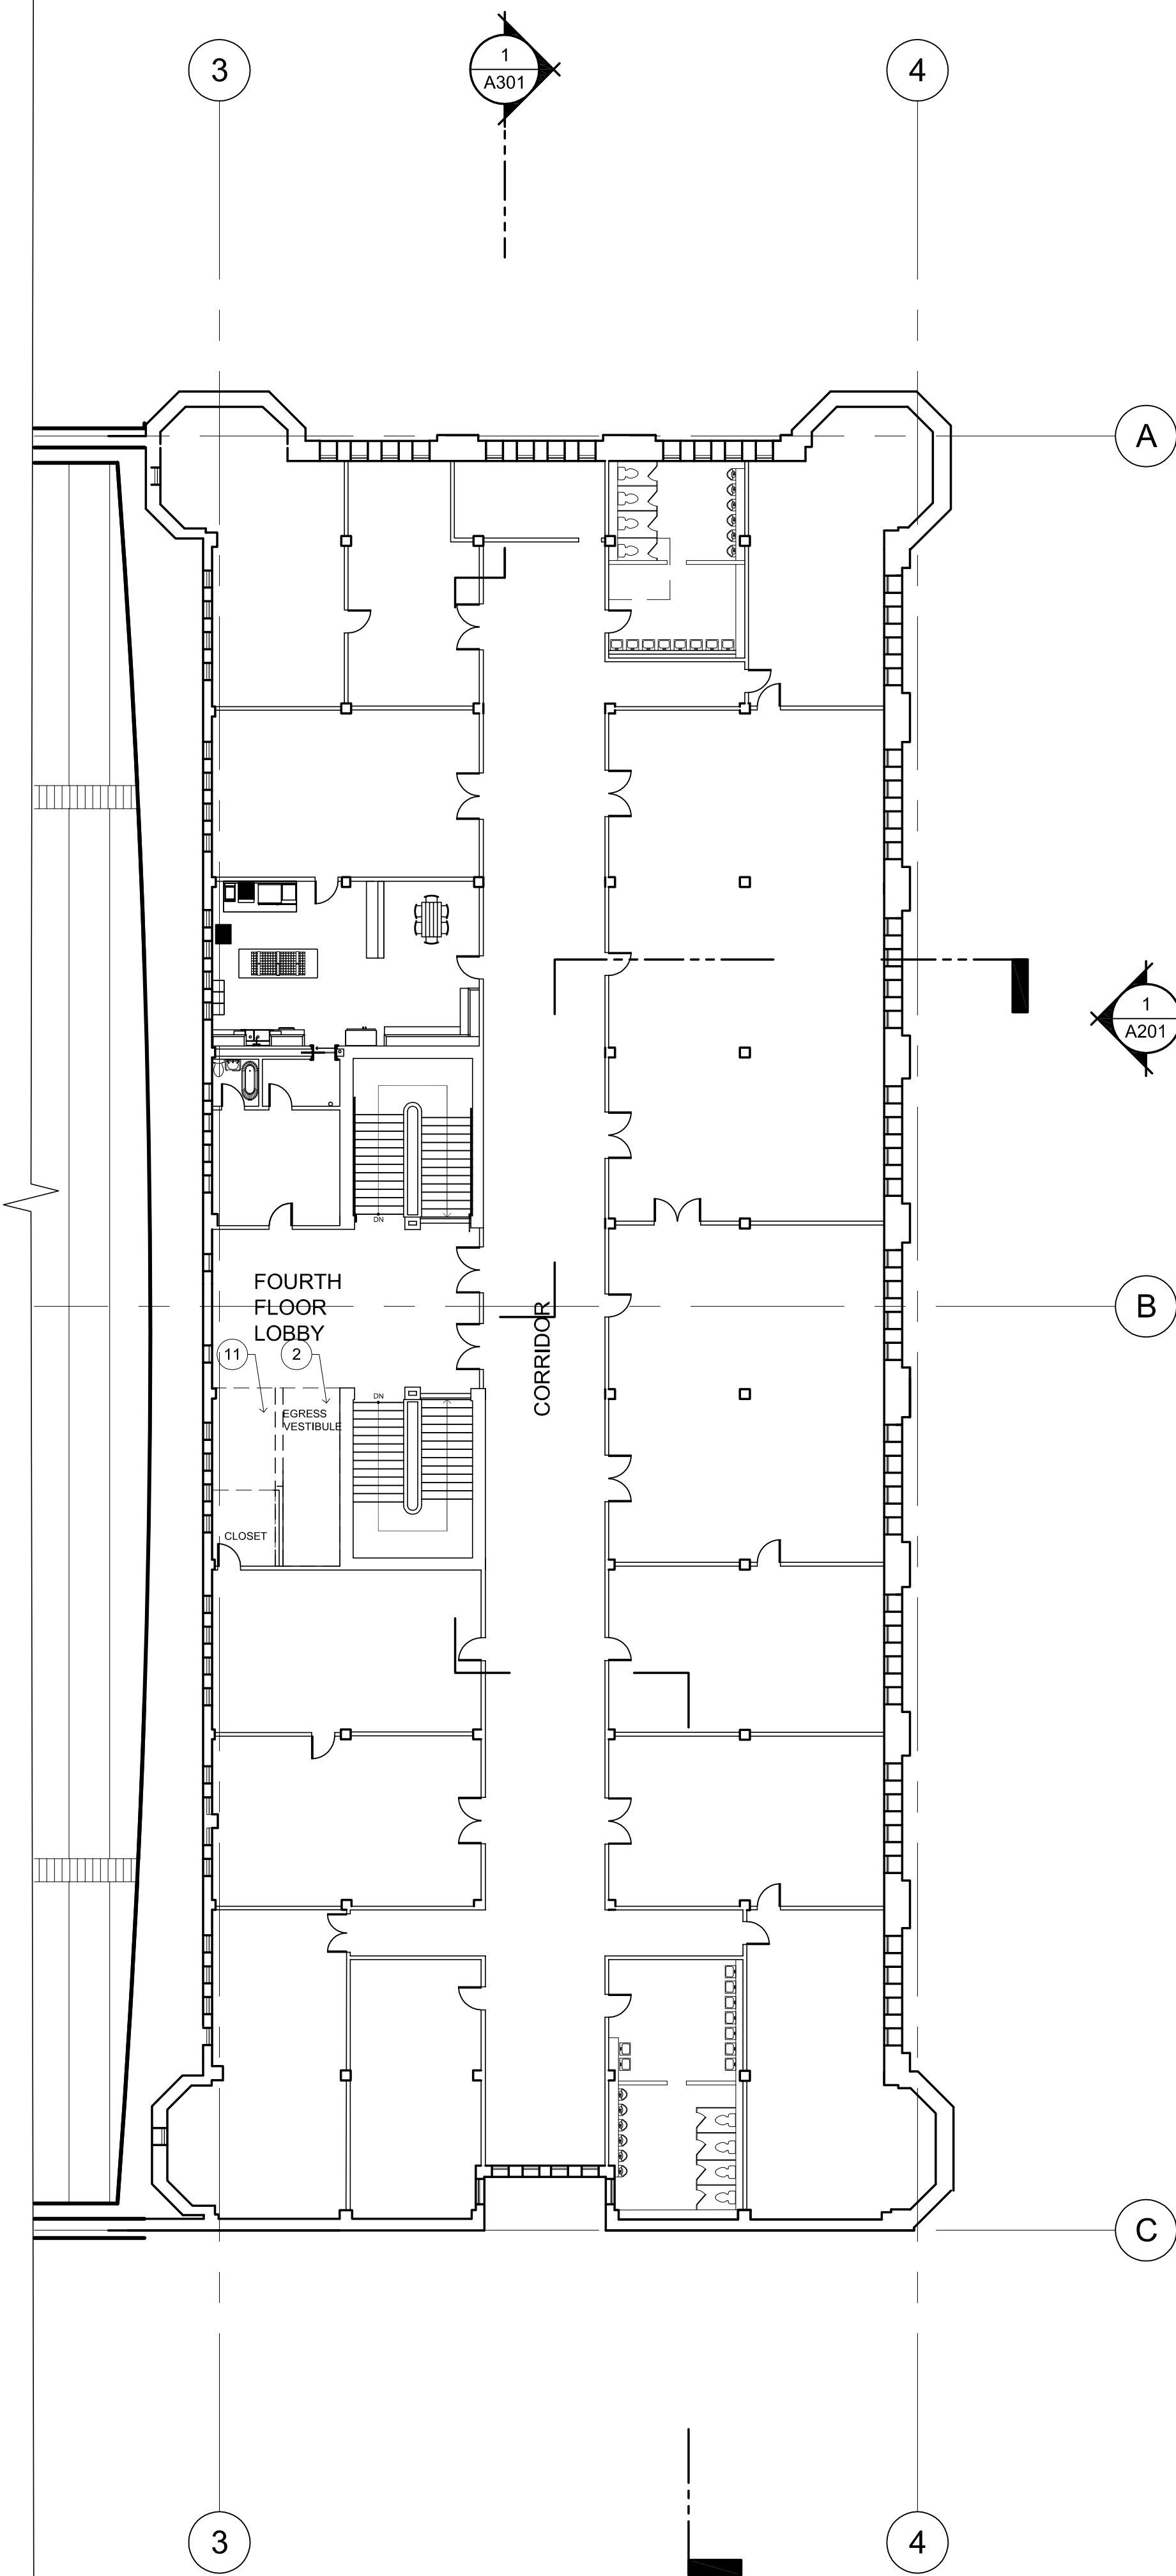 3
1
A301
4
A
DN
1
A201
FOURTH
FLOOR
LOBBY
B
CORRIDOR
11
2
DN
EGRESS
VESTIBULE
CLOSET
C
3
4